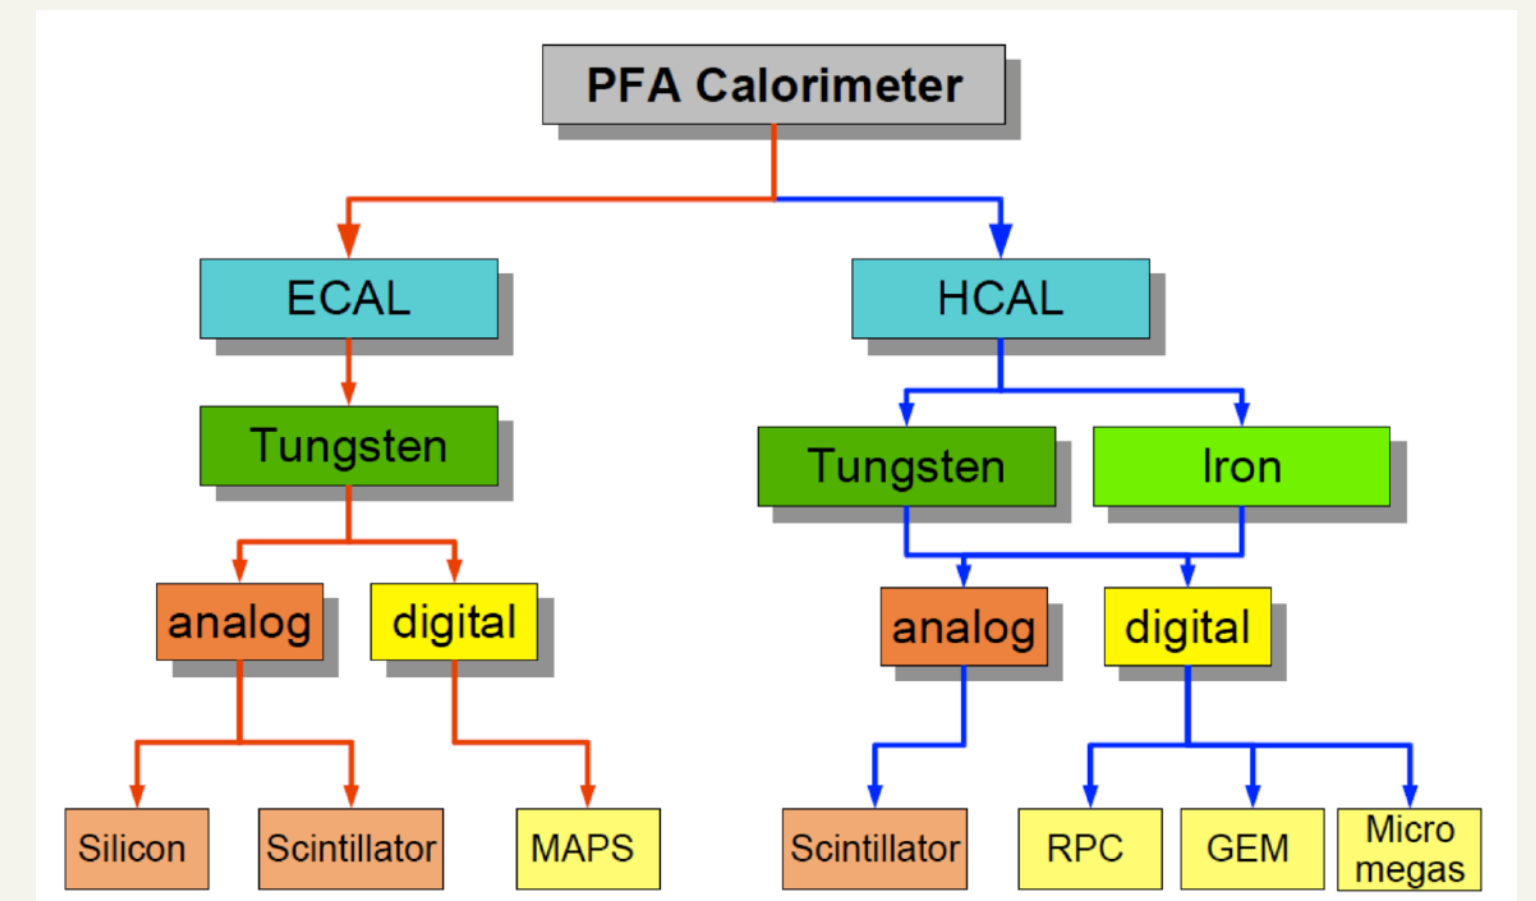 PFA Calorimeter
ECAL
HCAL
Tungsten
Tungsten
Iron
analog
digital
analog
digital
Silicon
Scintillator
MAPS
Scintillator
RPC
GEM
Micro
megas